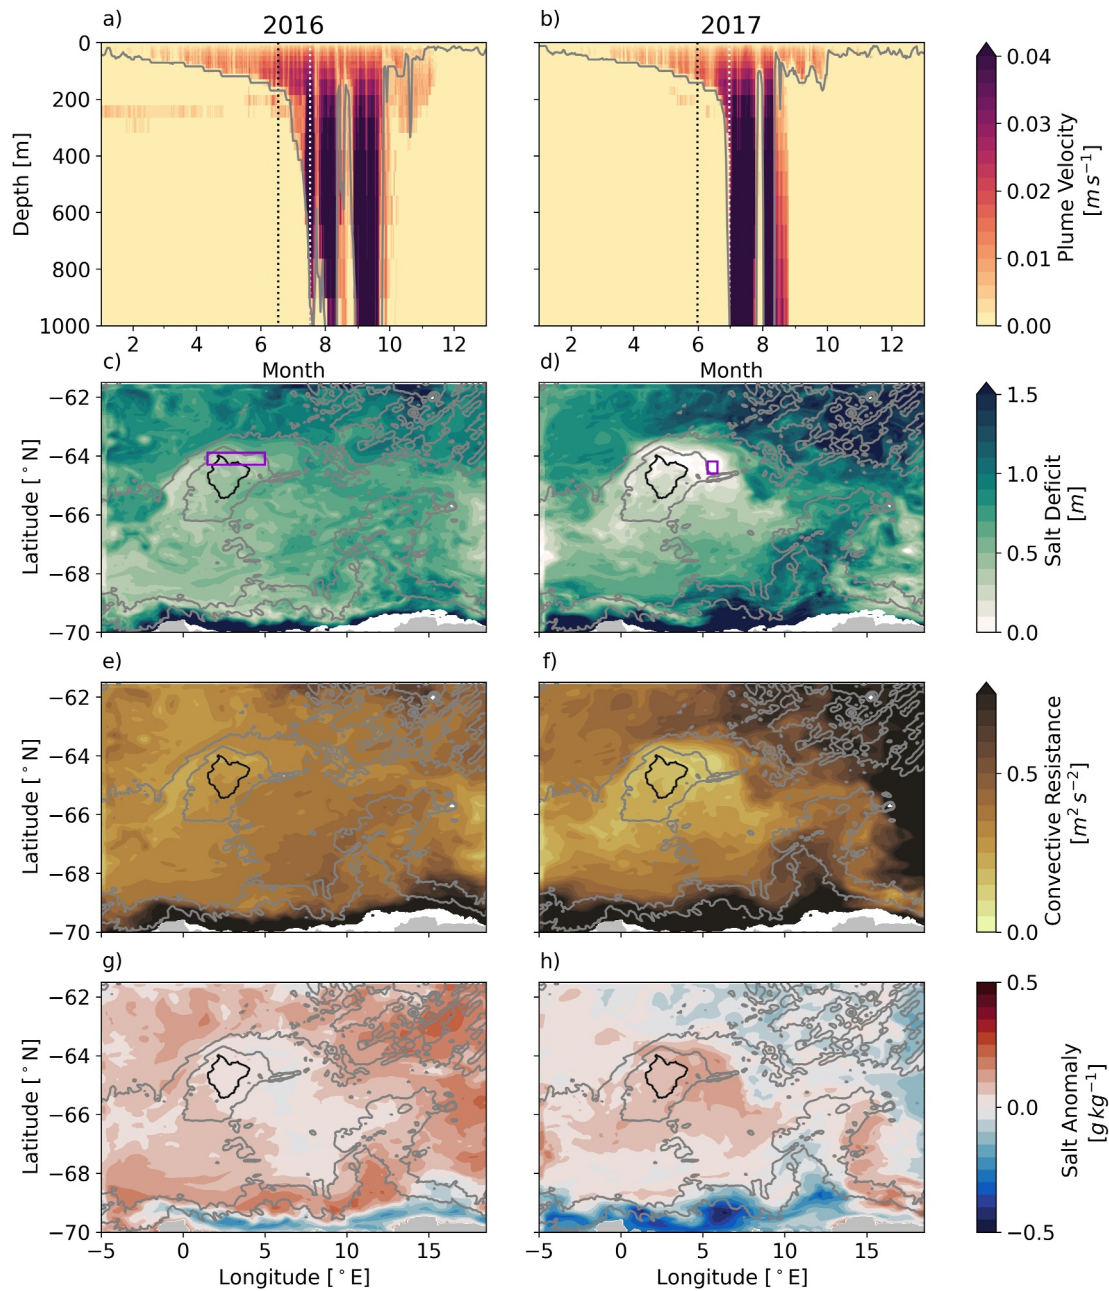 a)
2016
b)
2017
0
200
400
600
800
1000
Depth [m]
2 4 6 8 10 12
Month
2 4 6 8 10 12
Month
0.04
0.03
0.02
0.01
0.00
Plume Velocity
[m s⁻¹]
c)
d)
−62
−64
−66
−68
−70
Latitude [°N]
1.5
1.0
0.5
0.0
Salt Deficit
[m]
e)
f)
−62
−64
−66
−68
−70
Latitude [°N]
0.5
0.0
Convective Resistance
[m² s⁻²]
g)
h)
−62
−64
−66
−68
−70
Latitude [°N]
−5 0 5 10 15
Longitude [°E]
−5 0 5 10 15
Longitude [°E]
0.5
0.0
−0.5
Salt Anomaly
[g kg⁻¹]